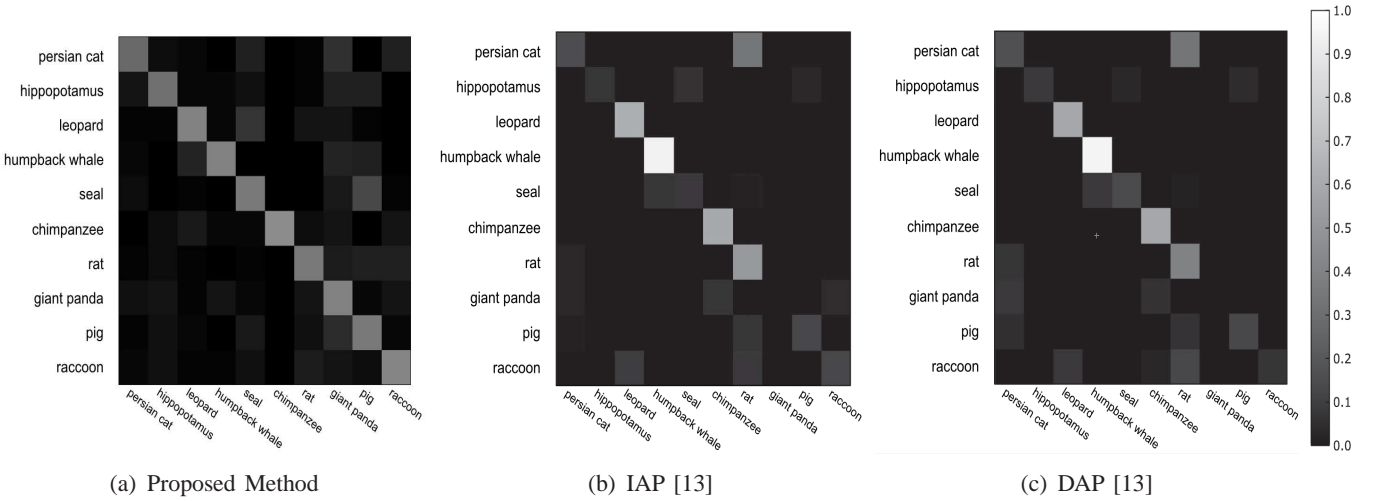 persian cat
hippopotamus
leopard
humpback whale
seal
chimpanzee
rat
giant panda
pig
raccoon
persian cat
hippopotamus
leopard
humpback whale
seal
chimpanzee
rat
giant panda
pig
raccoon
(a) Proposed Method
persian cat
hippopotamus
leopard
humpback whale
seal
chimpanzee
rat
giant panda
pig
raccoon
persian cat
hippopotamus
leopard
humpback whale
seal
chimpanzee
rat
giant panda
pig
raccoon
(b) IAP [13]
persian cat
hippopotamus
leopard
humpback whale
seal
chimpanzee
rat
giant panda
pig
raccoon
persian cat
hippopotamus
leopard
humpback whale
seal
chimpanzee
rat
giant panda
pig
raccoon
(c) DAP [13]
1.0
0.9
0.8
0.7
0.6
0.5
0.4
0.3
0.2
0.1
0.0